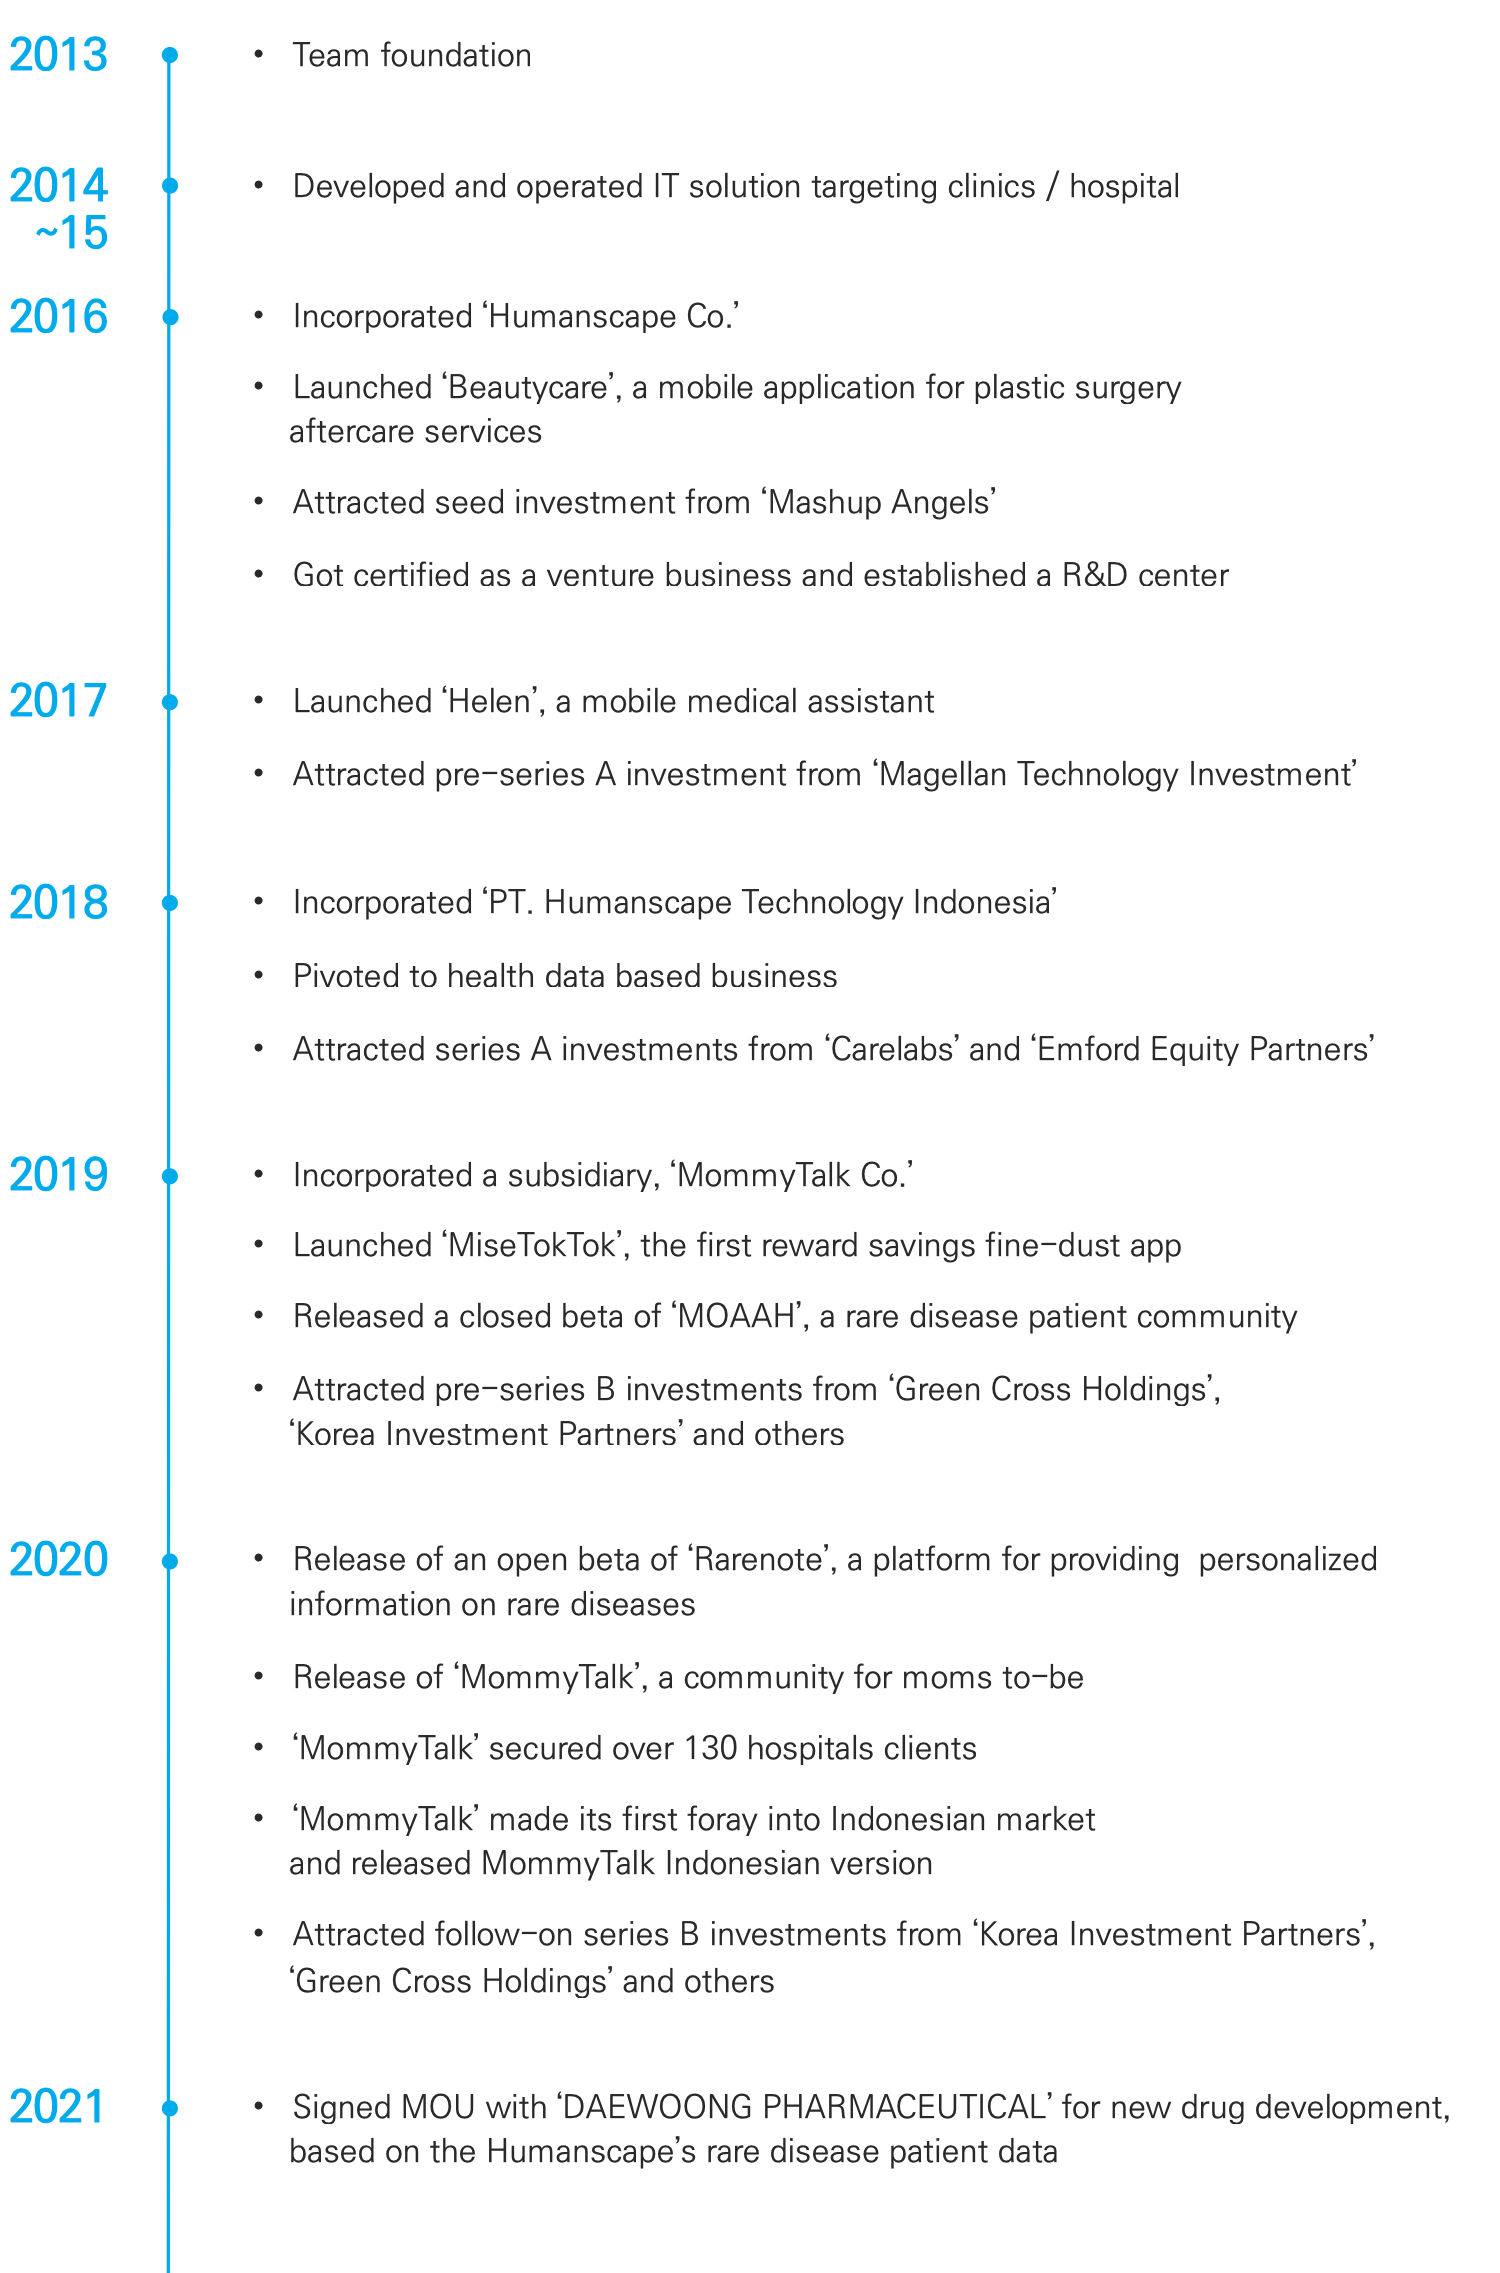 2013
• Team foundation
2014
~15
• Developed and operated IT solution targeting clinics / hospital
2016
• Incorporated ‘Humanscape Co.’
• Launched ‘Beautycare’, a mobile application for plastic surgery
aftercare services
• Attracted seed investment from ‘Mashup Angels’
• Got certified as a venture business and established a R&D center
2017
• Launched ‘Helen’, a mobile medical assistant
• Attracted pre-series A investment from ‘Magellan Technology Investment’
2018
• Incorporated ‘PT. Humanscape Technology Indonesia’
• Pivoted to health data based business
• Attracted series A investments from ‘Carelabs’ and ‘Emford Equity Partners’
2019
• Incorporated a subsidiary, ‘MommyTalk Co.’
• Launched ‘MiseTokTok’, the first reward savings fine-dust app
• Released a closed beta of ‘MOAAH’, a rare disease patient community
• Attracted pre-series B investments from ‘Green Cross Holdings’,
‘Korea Investment Partners’ and others
2020
• Release of an open beta of ‘Rarenote’, a platform for providing personalized
information on rare diseases
• Release of ‘MommyTalk’, a community for moms to-be
• ‘MommyTalk’ secured over 130 hospitals clients
• ‘MommyTalk’ made its first foray into Indonesian market
and released MommyTalk Indonesian version
• Attracted follow-on series B investments from ‘Korea Investment Partners’,
‘Green Cross Holdings’ and others
2021
• Signed MOU with ‘DAEWOONG PHARMACEUTICAL’ for new drug development,
based on the Humanscape’s rare disease patient data